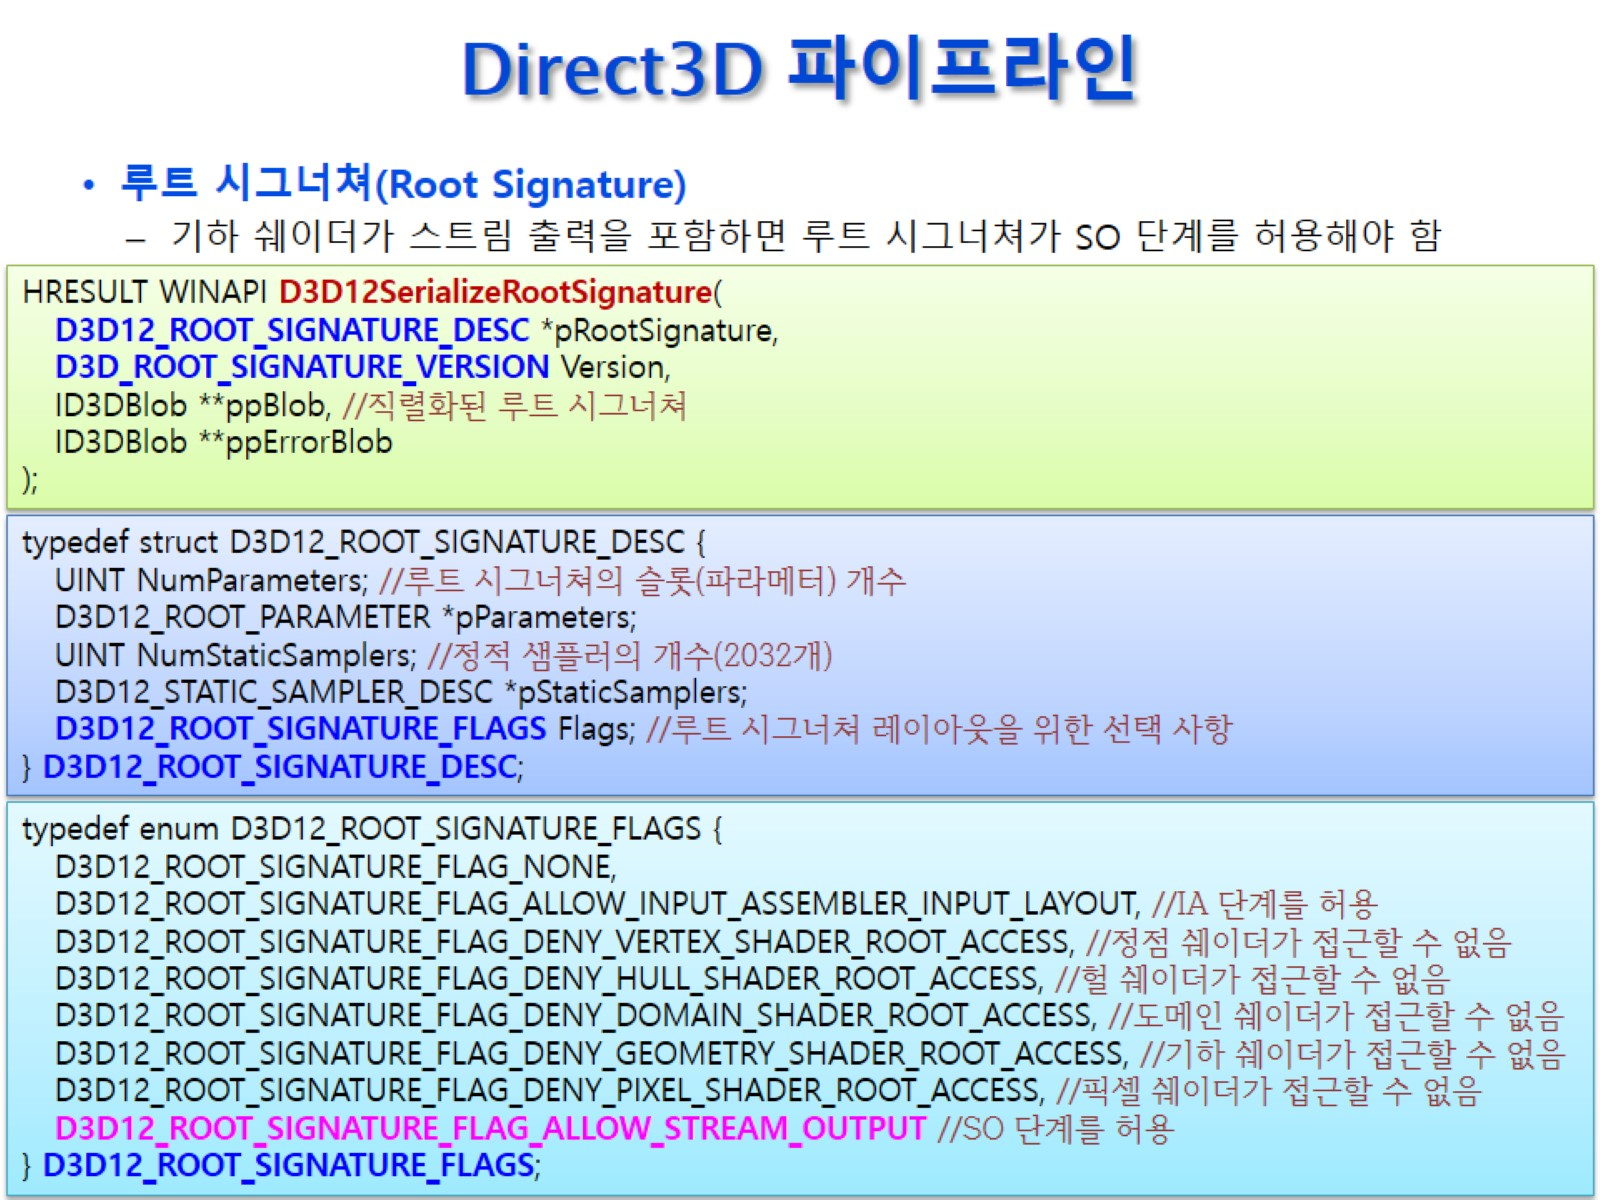 Direct3D 파이프라인
• 루트 시그너쳐(Root Signature)
– 기하 쉐이더가 스트림 출력을 포함하면 루트 시그너쳐가 SO 단계를 허용해야 함
HRESULT WINAPI D3D12SerializeRootSignature(
D3D12_ROOT_SIGNATURE_DESC *pRootSignature,
D3D_ROOT_SIGNATURE_VERSION Version,
ID3DBlob **ppBlob, //직렬화된 루트 시그너쳐
ID3DBlob **ppErrorBlob
);
typedef struct D3D12_ROOT_SIGNATURE_DESC {
UINT NumParameters; //루트 시그너쳐의 슬롯(파라메터) 개수
D3D12_ROOT_PARAMETER *pParameters;
UINT NumStaticSamplers; //정적 샘플러의 개수(2032개)
D3D12_STATIC_SAMPLER_DESC *pStaticSamplers;
D3D12_ROOT_SIGNATURE_FLAGS Flags; //루트 시그너쳐 레이아웃을 위한 선택 사항
} D3D12_ROOT_SIGNATURE_DESC;
typedef enum D3D12_ROOT_SIGNATURE_FLAGS {
D3D12_ROOT_SIGNATURE_FLAG_NONE,
D3D12_ROOT_SIGNATURE_FLAG_ALLOW_INPUT_ASSEMBLER_INPUT_LAYOUT, //IA 단계를 허용
D3D12_ROOT_SIGNATURE_FLAG_DENY_VERTEX_SHADER_ROOT_ACCESS, //정점 쉐이더가 접근할 수 없음
D3D12_ROOT_SIGNATURE_FLAG_DENY_HULL_SHADER_ROOT_ACCESS, //헐 쉐이더가 접근할 수 없음
D3D12_ROOT_SIGNATURE_FLAG_DENY_DOMAIN_SHADER_ROOT_ACCESS, //도메인 쉐이더가 접근할 수 없음
D3D12_ROOT_SIGNATURE_FLAG_DENY_GEOMETRY_SHADER_ROOT_ACCESS, //기하 쉐이더가 접근할 수 없음
D3D12_ROOT_SIGNATURE_FLAG_DENY_PIXEL_SHADER_ROOT_ACCESS, //픽셀 쉐이더가 접근할 수 없음
D3D12_ROOT_SIGNATURE_FLAG_ALLOW_STREAM_OUTPUT //SO 단계를 허용
} D3D12_ROOT_SIGNATURE_FLAGS;